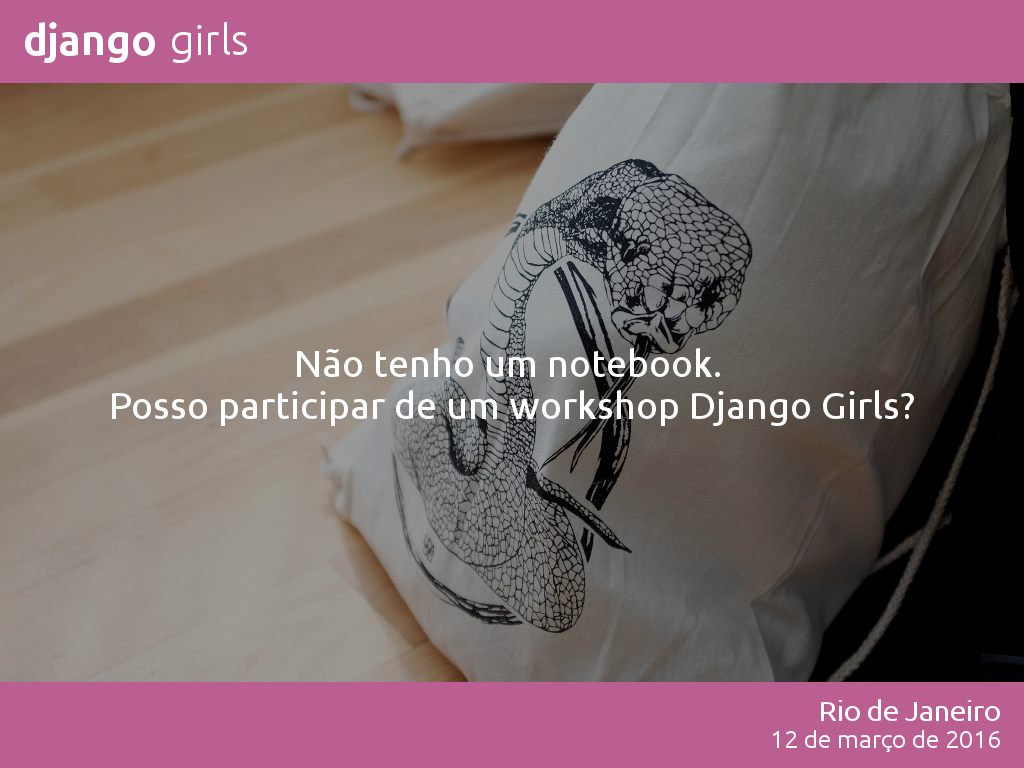 django girls
Não tenho um notebook.
Posso participar de um workshop Django Girls?
Rio de Janeiro
12 de março de 2016